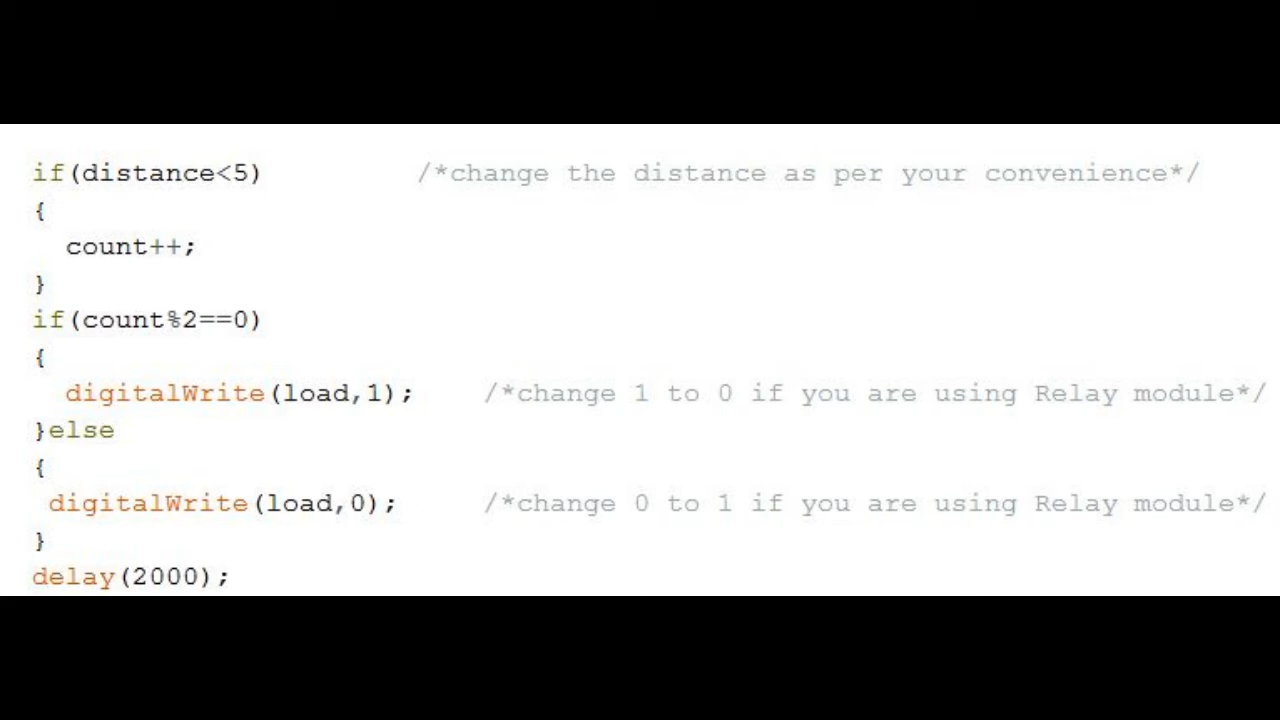 if(distance<5) /*change the distance as per your convenience*/
{
count++;
}
if(count%2==0)
{
digitalWrite(load,1); /*change 1 to 0 if you are using Relay module*/
}else
{
digitalWrite(load,0); /*change 0 to 1 if you are using Relay module*/
}
delay(2000);